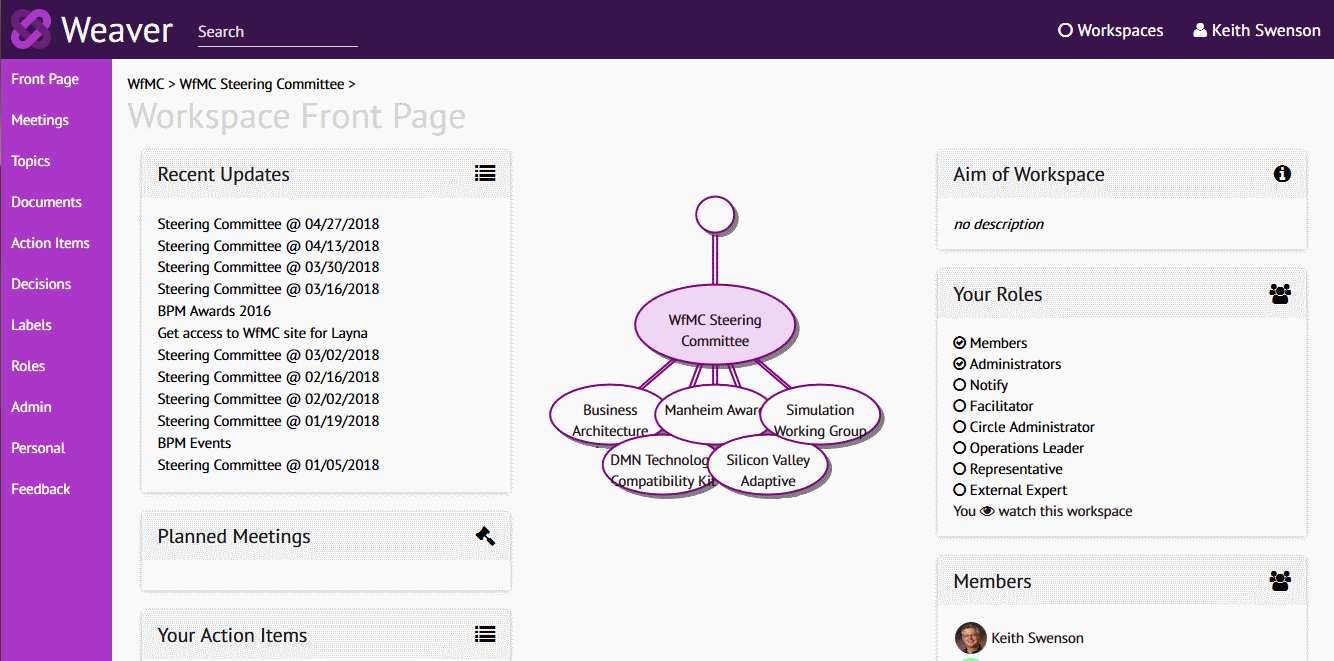 Weaver
Search
Workspaces
Keith Swenson
Front Page
Meetings
Topics
Documents
Action Items
Decisions
Labels
Roles
Admin
Personal
Feedback
WfMC > WfMC Steering Committee >
Workspace Front Page
Recent Updates
Steering Committee @ 04/27/2018
Steering Committee @ 04/13/2018
Steering Committee @ 03/30/2018
Steering Committee @ 03/16/2018
BPM Awards 2016
Get access to WfMC site for Layna
Steering Committee @ 03/02/2018
Steering Committee @ 02/16/2018
Steering Committee @ 02/02/2018
Steering Committee @ 01/19/2018
BPM Events
Steering Committee @ 01/05/2018
Planned Meetings
Your Action Items
WfMC Steering
Committee
Business
Architecture
Manheim Awar
Simulation
Working Group
DMN Technolog
Compatibility Kit
Silicon Valley
Adaptive
Aim of Workspace
no description
Your Roles
Members
Administrators
Notify
Facilitator
Circle Administrator
Operations Leader
Representative
External Expert
You watch this workspace
Members
Keith Swenson